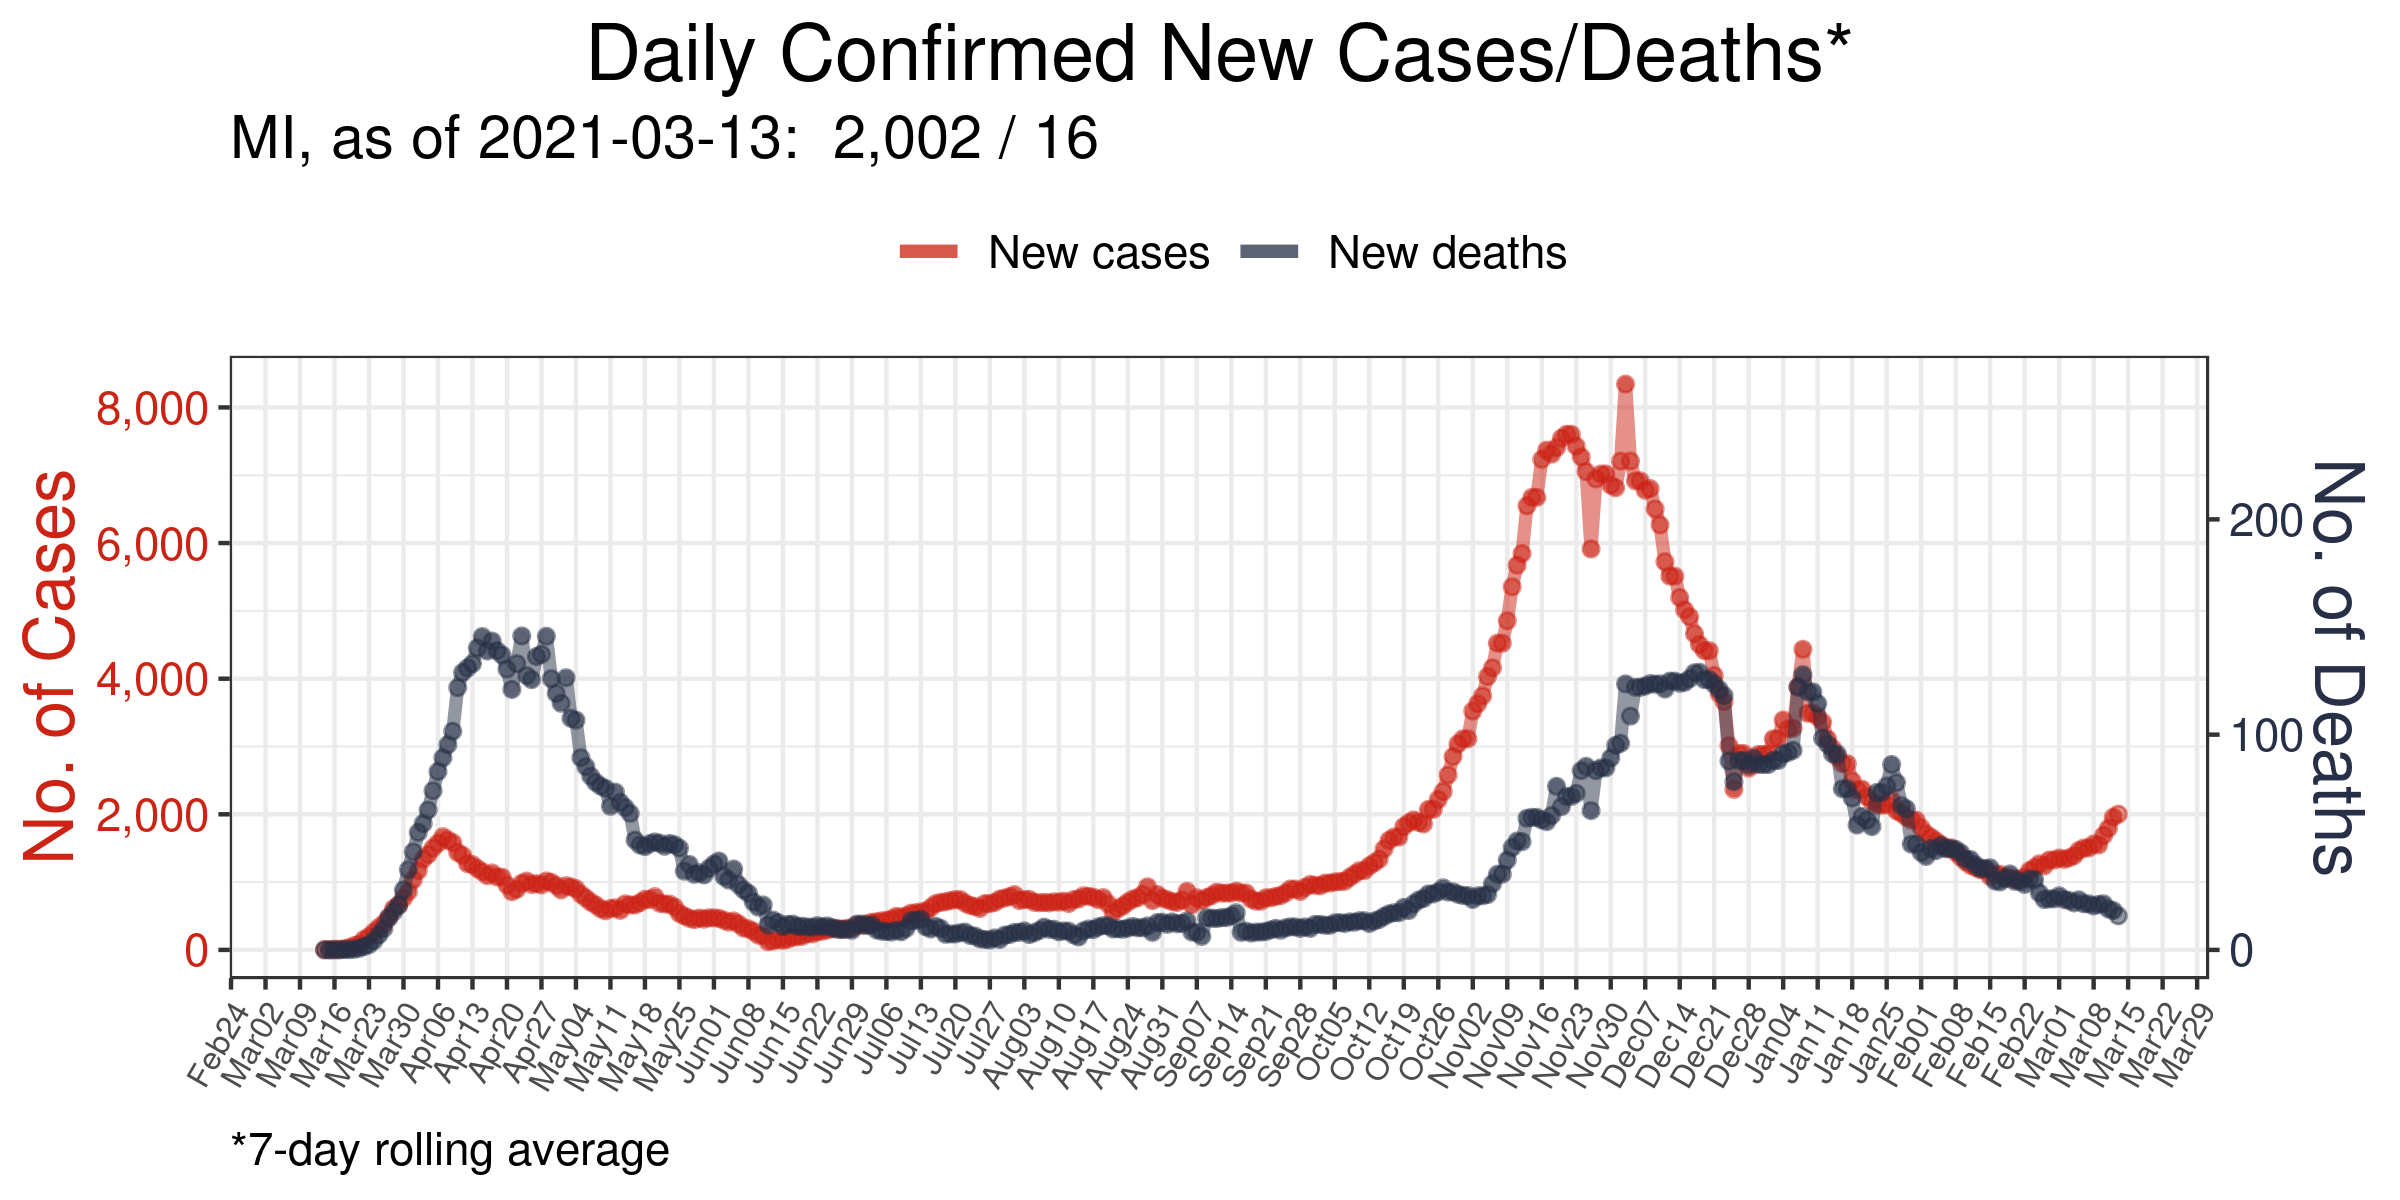 Daily Confirmed New Cases/Deaths*
MI, as of 2021-03-13:  2,002 / 16
New cases
New deaths
No. of Cases
8,000
6,000
4,000
2,000
0
200
100
0
No. of Deaths
Feb24
Mar02
Mar09
Mar16
Mar23
Mar30
Apr06
Apr13
Apr20
Apr27
May04
May11
May18
May25
Jun01
Jun08
Jun15
Jun22
Jun29
Jul06
Jul13
Jul20
Jul27
Aug03
Aug10
Aug17
Aug24
Aug31
Sep07
Sep14
Sep21
Sep28
Oct05
Oct12
Oct19
Oct26
Nov02
Nov09
Nov16
Nov23
Nov30
Dec07
Dec14
Dec21
Dec28
Jan04
Jan11
Jan18
Jan25
Feb01
Feb08
Feb15
Feb22
Mar01
Mar08
Mar15
Mar22
Mar29
*7-day rolling average